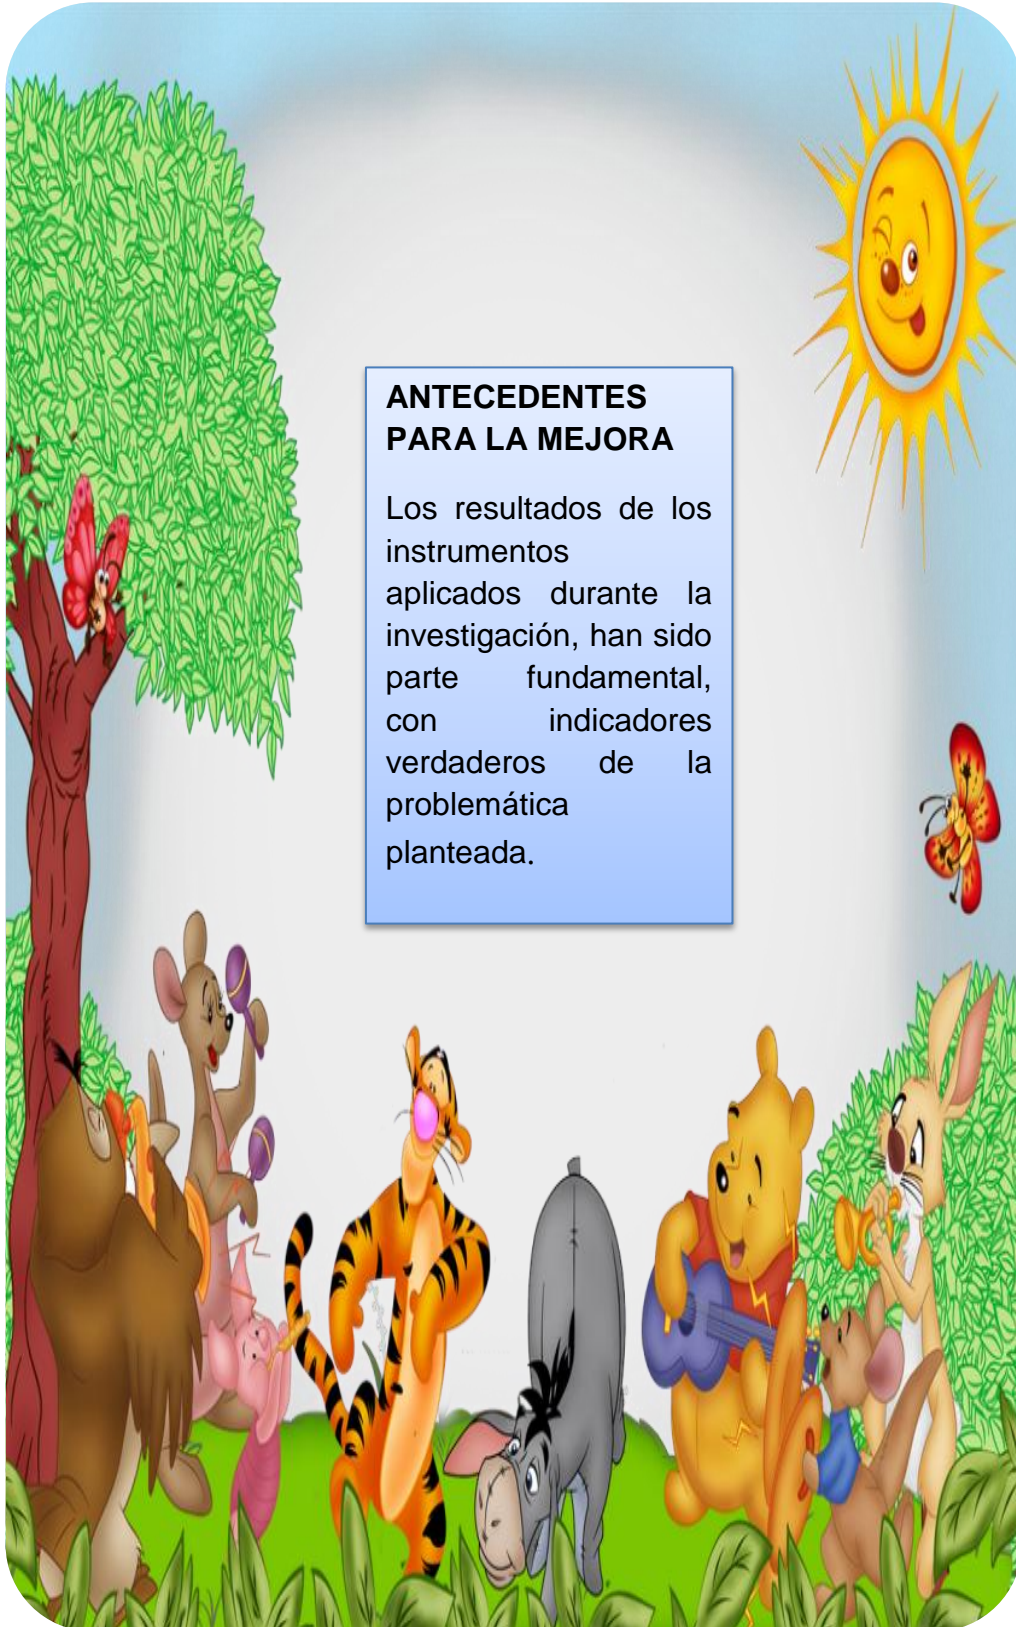 ANTECEDENTES
PARA LA MEJORA
Los resultados de los
instrumentos
aplicados durante la
investigación, han sido
parte fundamental,
con indicadores
verdaderos de la
problemática
planteada.